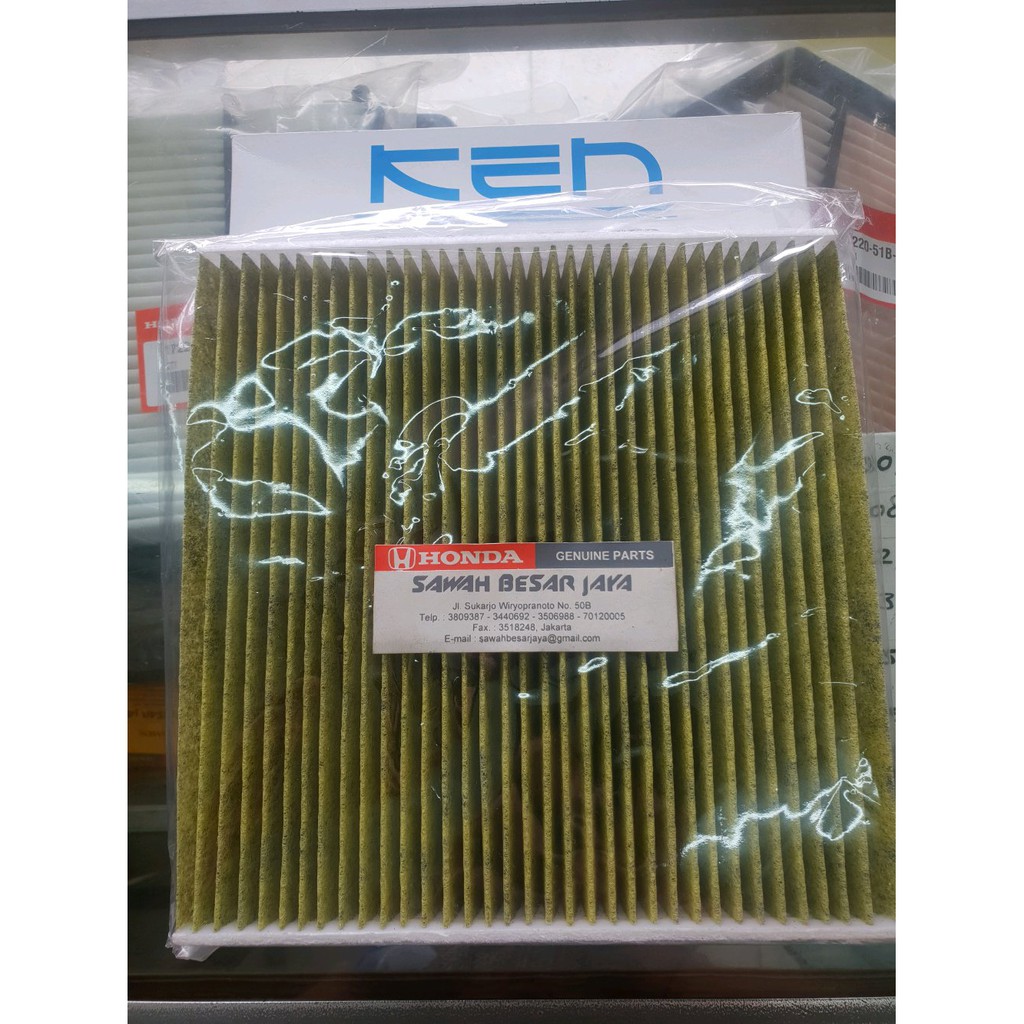 KEN
220-51B-
HONDA GENUINE PARTS
SAWAH BESAR JAYA
Jl. Sukarjo Wiryopranoto No. 50B
Telp. : 3809387 - 3440692 - 3506988 - 70120005
Fax. : 3518248, Jakarta
E-mail : sawahbesarjaya@gmail.com